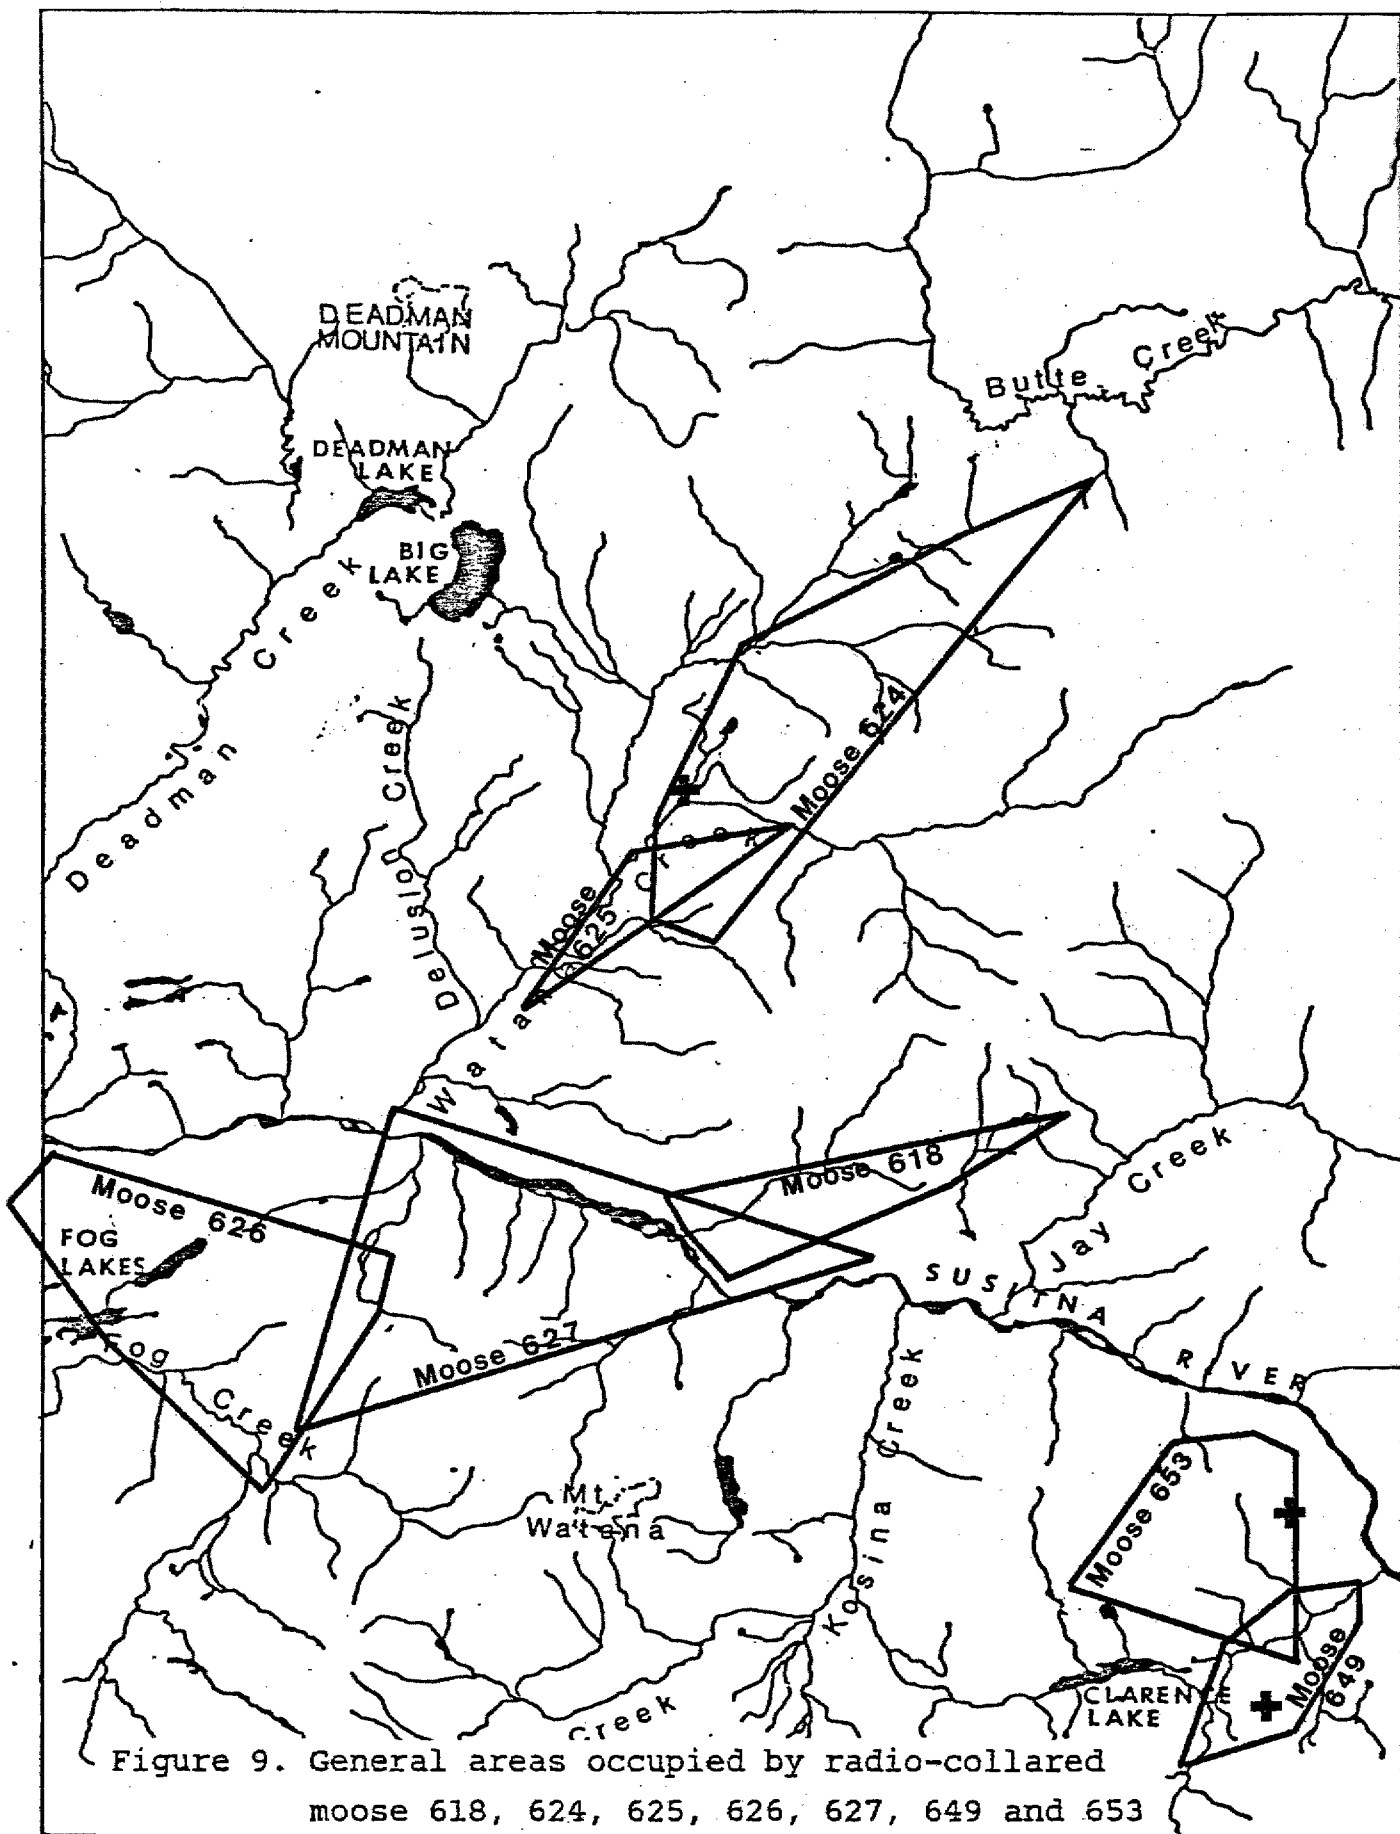 DEADMAN
MOUNTAIN
Butte Creek
DEADMAN
LAKE
BIG
LAKE
Deadman Creek
Delusion Creek
Moose 624
Moose
625
Watana Creek
Moose 618
Jay Creek
Moose 626
FOG
LAKES
SUSITNA
RIVER
Fog Creek
Moose 627
Kosina Creek
Moose 653
Mt.
Watana
Moose
649
CLARENCE
LAKE
Creek
Figure 9. General areas occupied by radio-collared
moose 618, 624, 625, 626, 627, 649 and 653